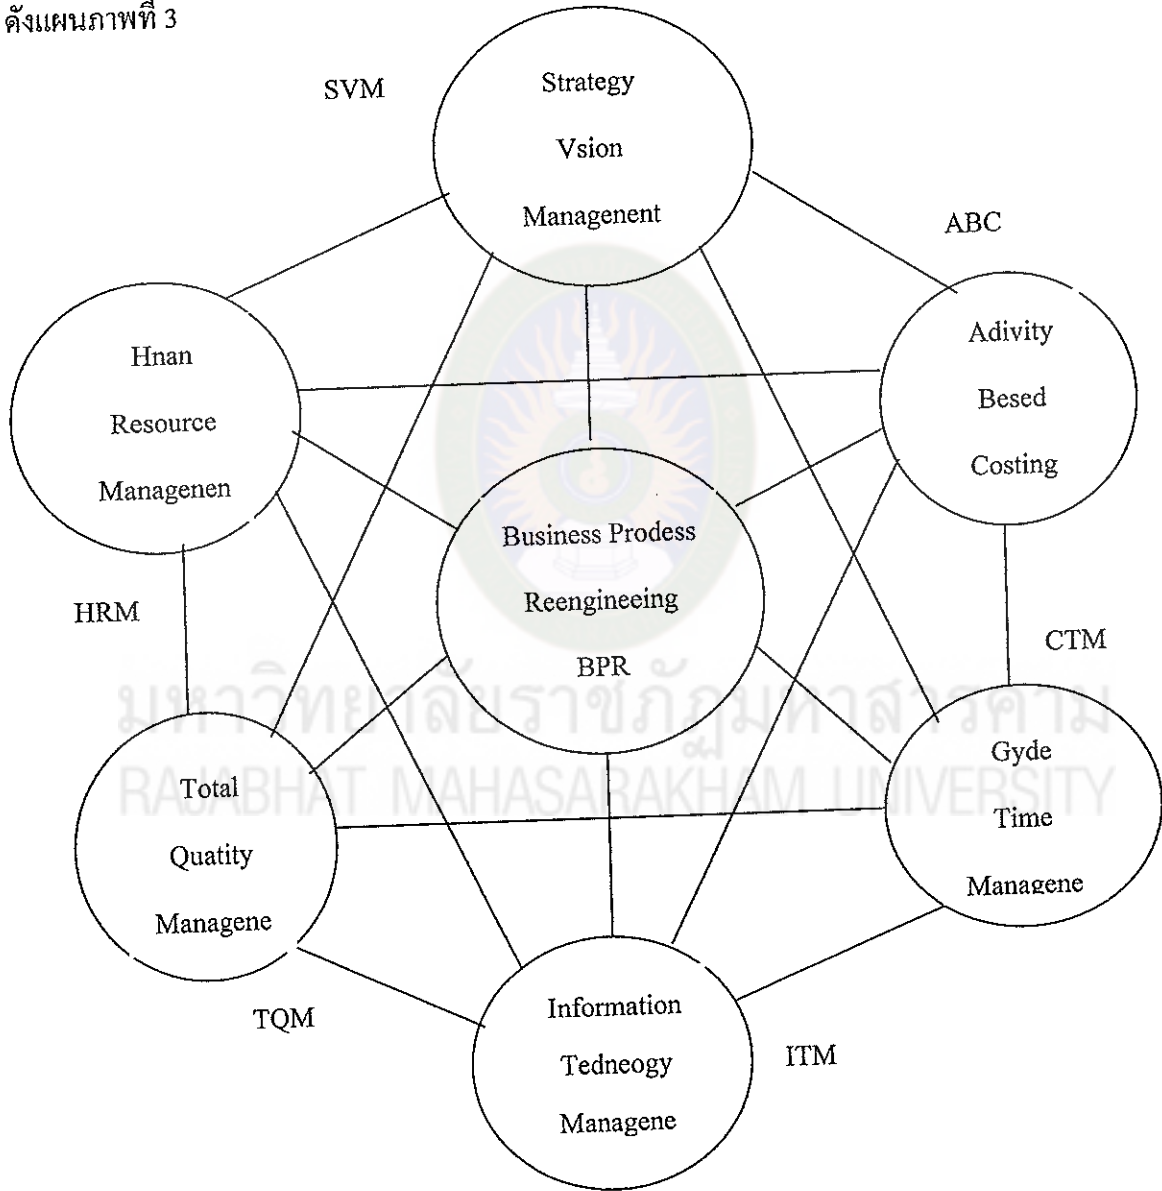 ดังแผนภาพที่ 3
SVM
Strategy
Vsion
Managenent
ABC
Adivity
Besed
Costing
Hnan
Resource
Managenen
HRM
Business Prodess
Reengineeing
BPR
CTM
Gyde
Time
Managene
Total
Quatity
Managene
TQM
Information
Tedneogy
Managene
ITM
มหาวิทยาลัยราชภัฏมหาสารคาม
RAJABHAT MAHASARAKHAM UNIVERSITY